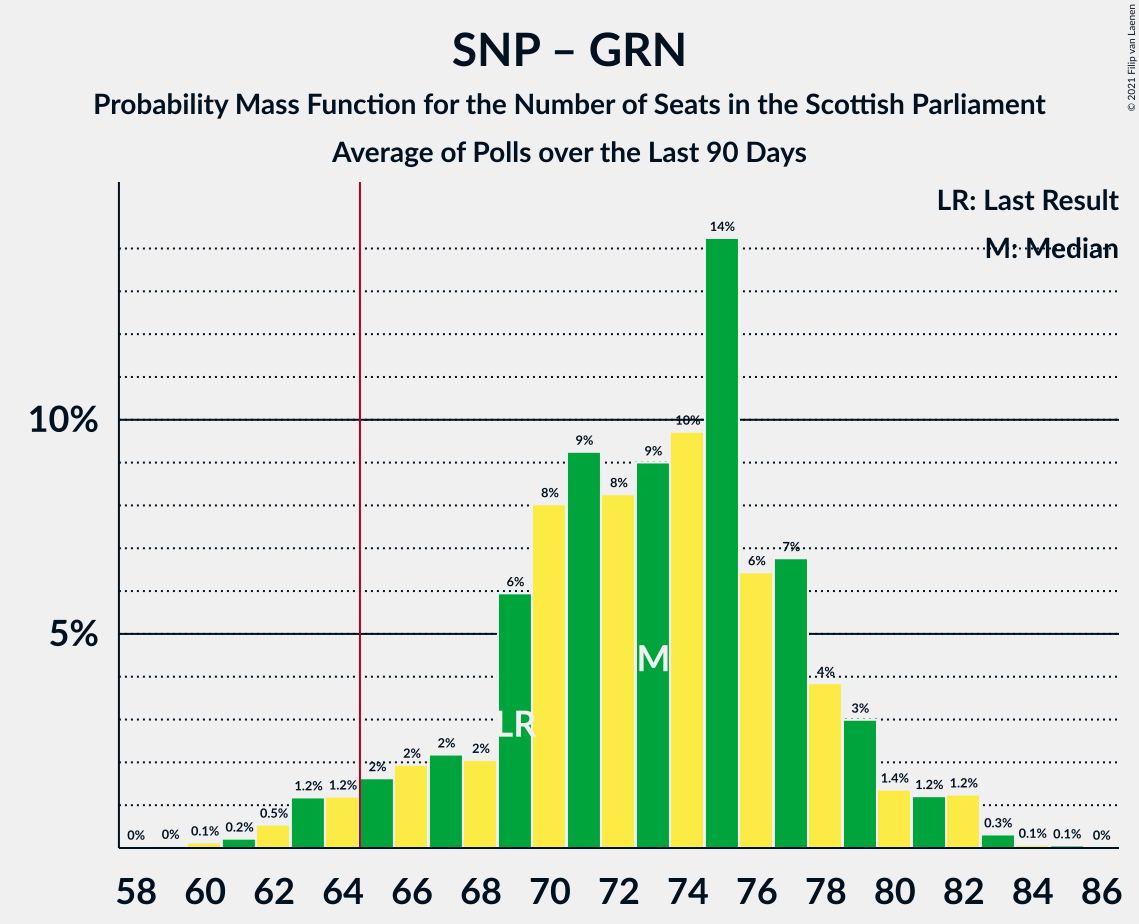 SNP – GRN
Probability Mass Function for the Number of Seats in the Scottish Parliament
Average of Polls over the Last 90 Days
© 2021 Filip van Laenen
LR: Last Result
M: Median
10%
5%
0% 0% 0.1% 0.2% 0.5% 1.2% 1.2% 2% 2% 2% 2% 6% 8% 9% 8% 9% 10% 14% 6% 7% 4% 3% 1.4% 1.2% 1.2% 0.3% 0.1% 0.1% 0%
LR M
58 60 62 64 66 68 70 72 74 76 78 80 82 84 86